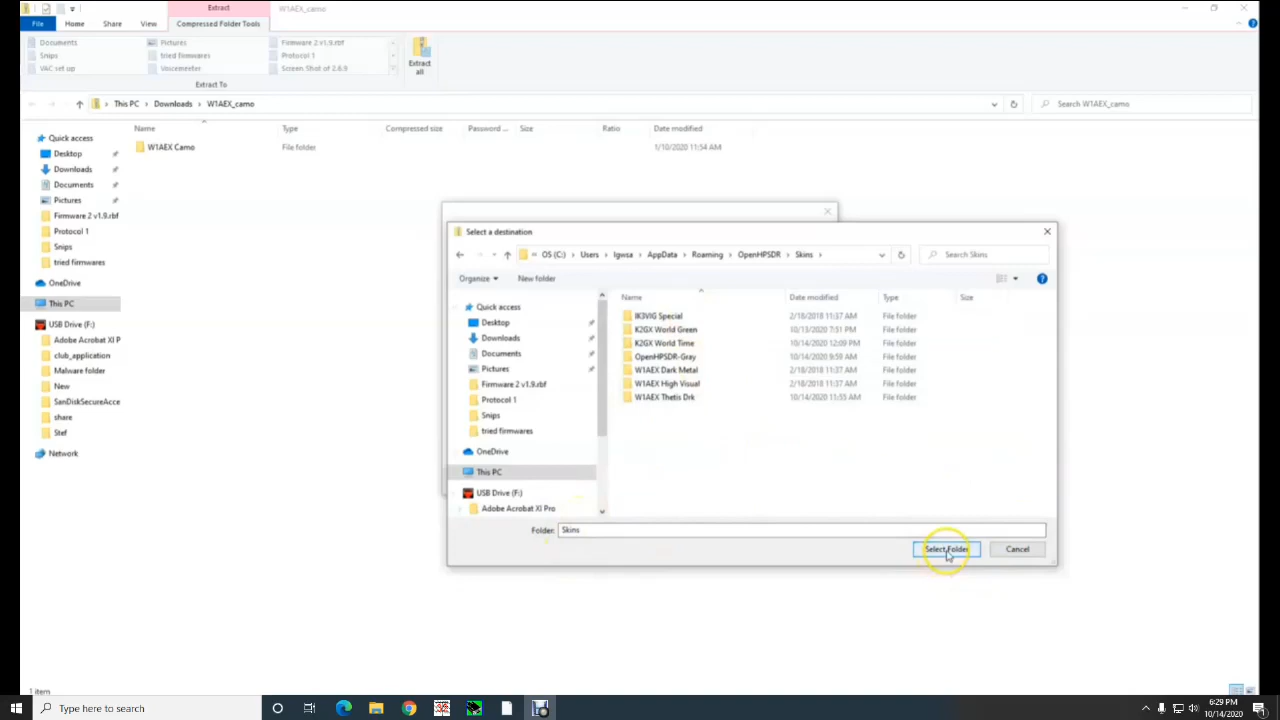 Extract
W1AEX_camo
File Home Share View Compressed Folder Tools
Documents Pictures Firmware 2 v1.9.rbf
Snips tried firmwares Protocol 1
VAC set up Voicemeeter Screen Shot of 2.6.9
Extract all
Extract To
This PC › Downloads › W1AEX_camo
Search W1AEX_camo
Name Type Compressed size Password ... Size Ratio Date modified
W1AEX Camo File folder 1/10/2020 11:54 AM
Quick access
Desktop
Downloads
Documents
Pictures
Firmware 2 v1.9.rbf
Protocol 1
Snips
tried firmwares
OneDrive
This PC
USB Drive (F:)
Adobe Acrobat XI P
club_application
Malware folder
New
SanDiskSecureAcce
share
Stef
Network
1 item
Select a destination
« OS (C:) › Users › lgwsa › AppData › Roaming › OpenHPSDR › Skins ›
Search Skins
Organize New folder
Quick access
Desktop
Downloads
Documents
Pictures
Firmware 2 v1.9.rbf
Protocol 1
Snips
tried firmwares
OneDrive
This PC
USB Drive (F:)
Adobe Acrobat XI Pro
Name Date modified Type Size
IK3VIG Special 2/18/2018 11:37 AM File folder
K2GX World Green 10/13/2020 7:51 PM File folder
K2GX World Time 10/14/2020 12:09 PM File folder
OpenHPSDR-Gray 10/14/2020 9:59 AM File folder
W1AEX Dark Metal 2/18/2018 11:37 AM File folder
W1AEX High Visual 2/18/2018 11:37 AM File folder
W1AEX Thetis Drk 10/14/2020 11:55 AM File folder
Folder: Skins
Select Folder Cancel
Type here to search
6:29 PM
10/14/2020